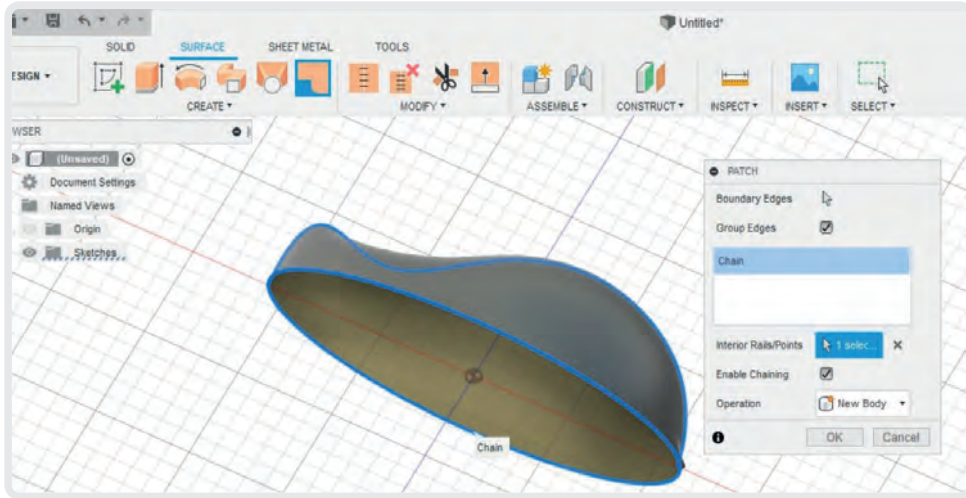 Untitled*
SOLID SURFACE SHEET METAL TOOLS
ESIGN
CREATE MODIFY ASSEMBLE CONSTRUCT INSPECT INSERT SELECT
WSER
(Unsaved)
Document Settings
Named Views
Origin
Sketches
PATCH
Boundary Edges
Group Edges
Chain
Interior Rails/Points 1 selec...
Enable Chaining
Operation New Body
OK Cancel
Chain